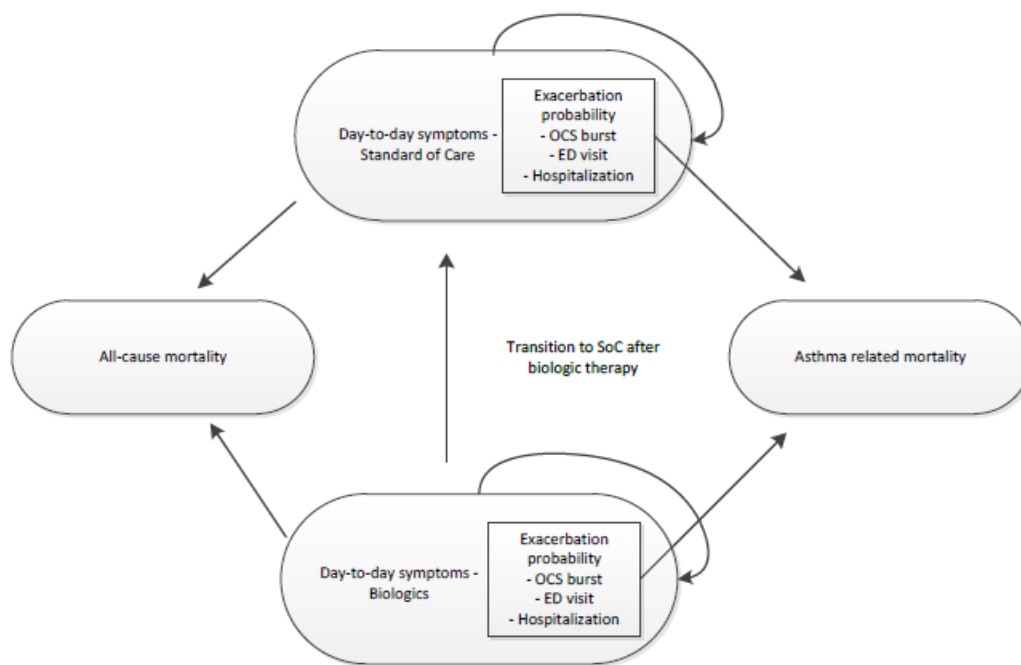 Day-to-day symptoms -
Standard of Care
Exacerbation
probability
- OCS burst
- ED visit
- Hospitalization
All-cause mortality
Transition to SoC after
biologic therapy
Asthma related mortality
Day-to-day symptoms -
Biologics
Exacerbation
probability
- OCS burst
- ED visit
- Hospitalization